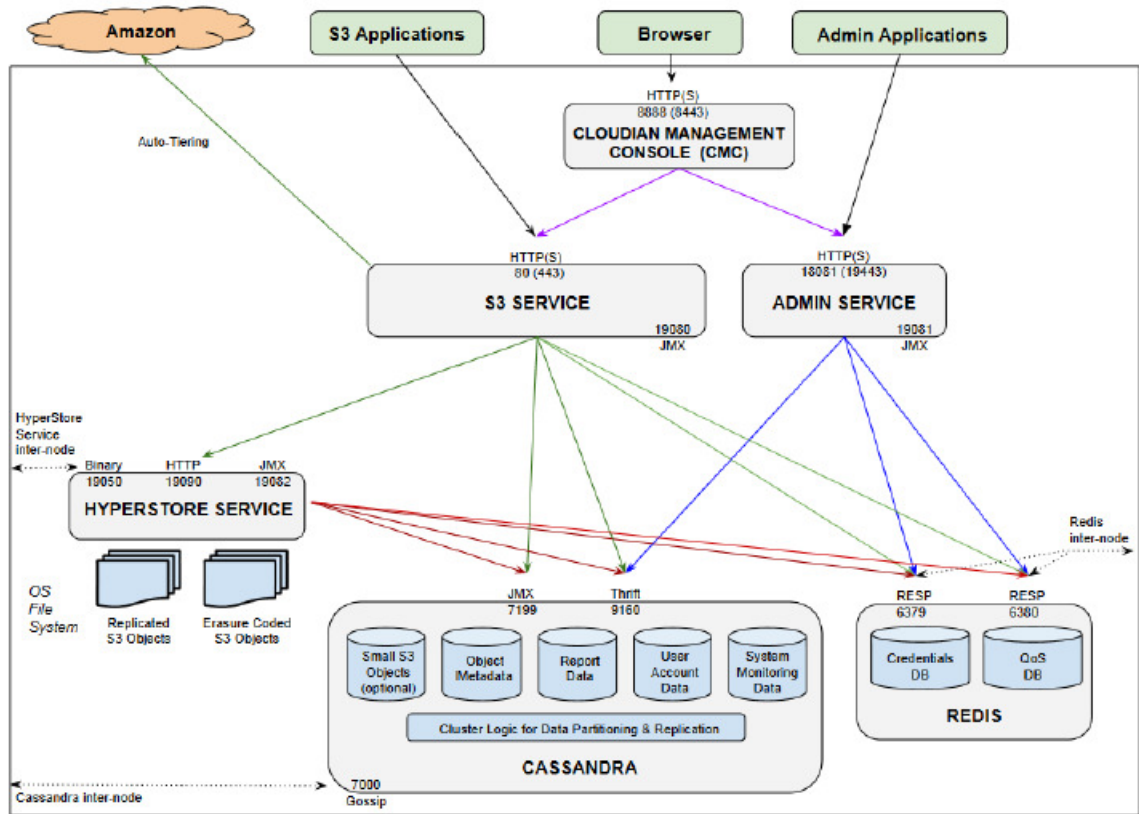 Amazon
S3 Applications
Browser
Admin Applications
HTTP(S)
8888 (8443)
CLOUDIAN MANAGEMENT
CONSOLE (CMC)
Auto-Tiering
HTTP(S)
80 (443)
S3 SERVICE
19080
JMX
HTTP(S)
18081 (19443)
ADMIN SERVICE
19081
JMX
HyperStore
Service
inter-node
Binary
19050
HTTP
19090
JMX
19082
HYPERSTORE SERVICE
Redis
inter-node
OS
File
System
Replicated
S3 Objects
Erasure Coded
S3 Objects
JMX
7199
Thrift
9160
Small S3
Objects
(optional)
Object
Metadata
Report
Data
User
Account
Data
System
Monitoring
Data
Cluster Logic for Data Partitioning & Replication
CASSANDRA
RESP
6379
RESP
6380
Credentials
DB
QoS
DB
REDIS
7000
Gossip
Cassandra inter-node